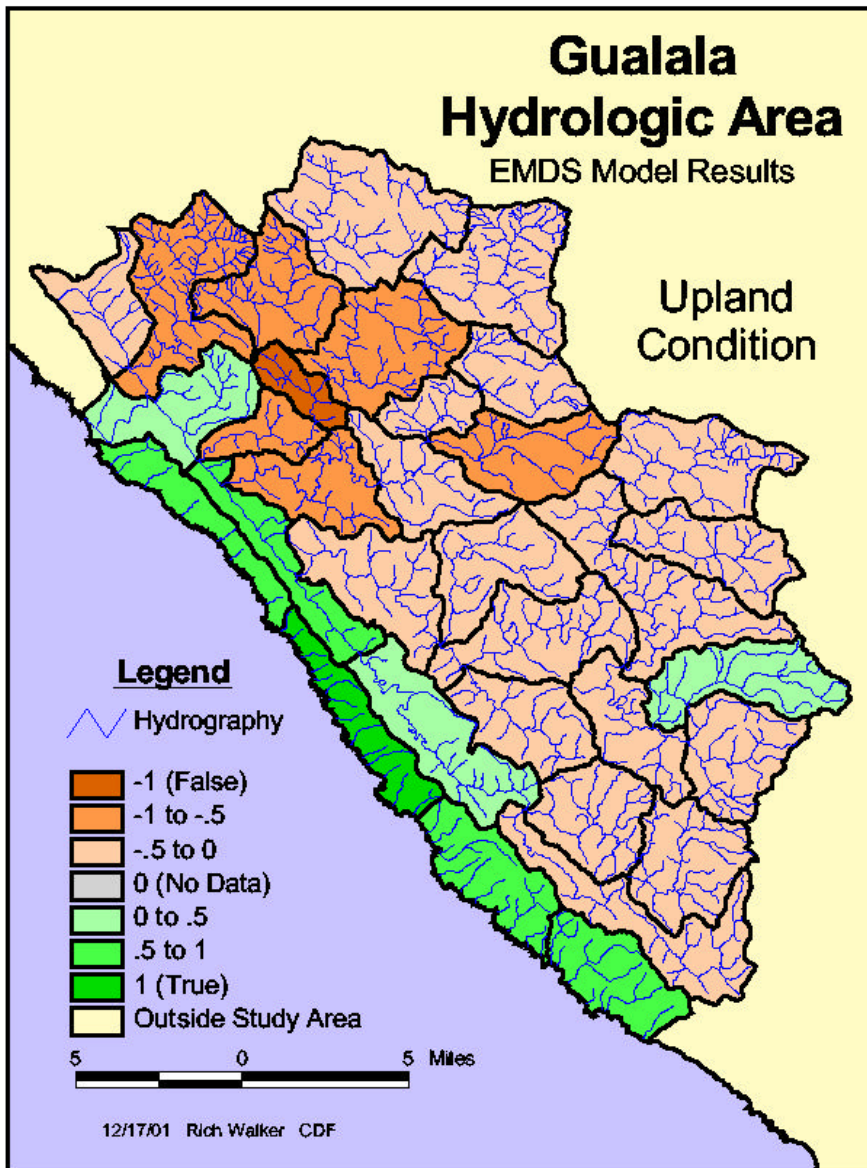 Gualala
Hydrologic Area
EMDS Model Results
Upland
Condition
Legend
Hydrography
-1 (False)
-1 to -.5
-.5 to 0
0 (No Data)
0 to .5
.5 to 1
1 (True)
Outside Study Area
5 0 5 Miles
12/17/01 Rich Walker CDF